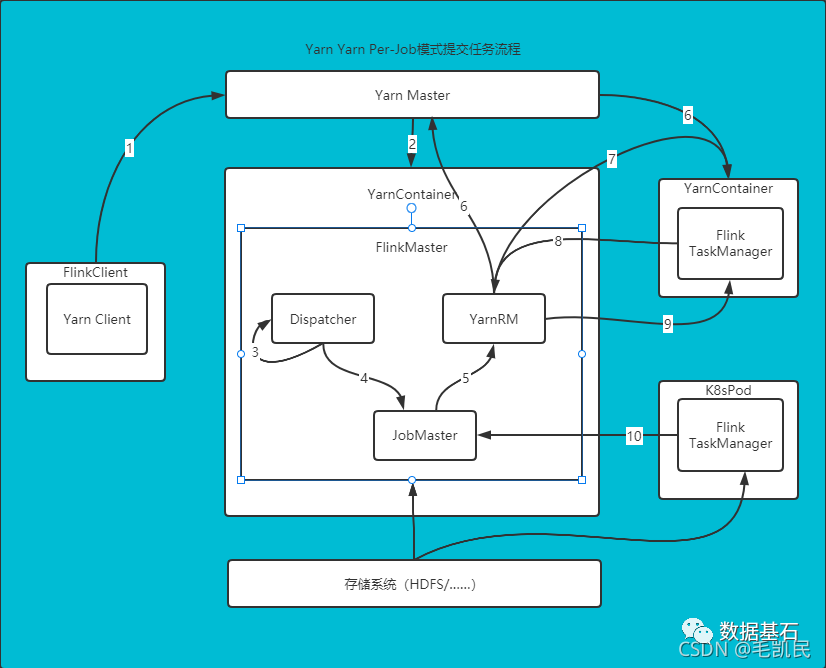 Yarn Yarn Per-Job模式提交任务流程
Yarn Master
6
1
2
7
YarnContainer
YarnContainer
6
Flink
TaskManager
FlinkMaster
8
FlinkClient
Yarn Client
Dispatcher
YarnRM
9
3
4
5
K8sPod
JobMaster
Flink
TaskManager
10
存储系统（HDFS/......）
数据基石
CSDN @毛凯民